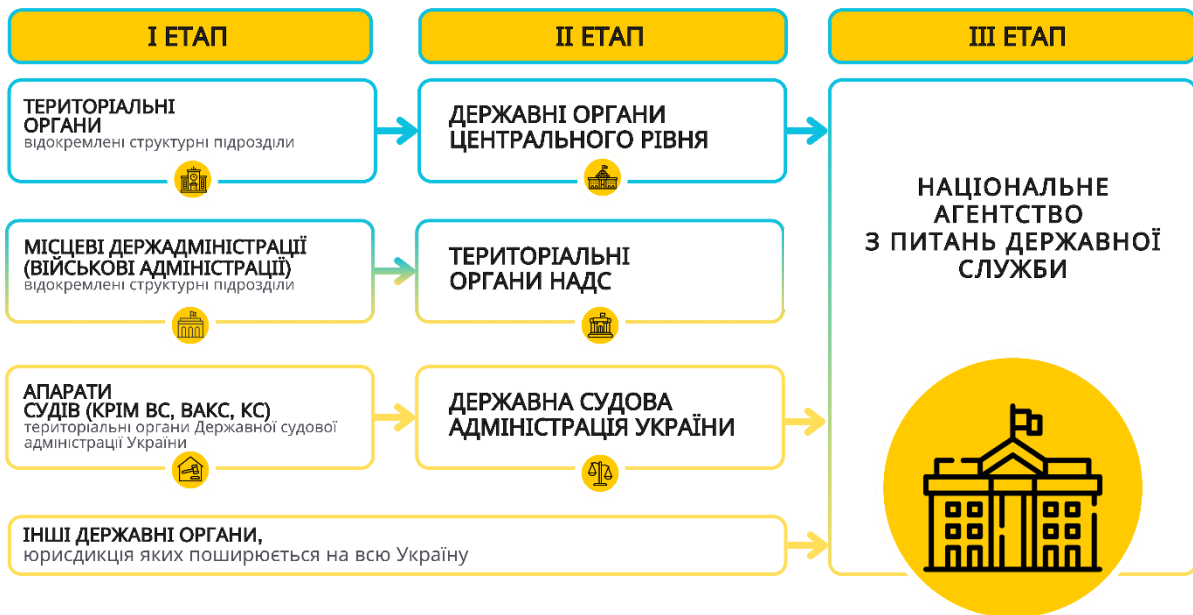 І ЕТАП
ІІ ЕТАП
ІІІ ЕТАП
ТЕРИТОРІАЛЬНІ
ОРГАНИ
відокремлені структурні підрозділи
ДЕРЖАВНІ ОРГАНИ
ЦЕНТРАЛЬНОГО РІВНЯ
МІСЦЕВІ ДЕРЖАДМІНІСТРАЦІЇ
(ВІЙСЬКОВІ АДМІНІСТРАЦІЇ)
відокремлені структурні підрозділи
ТЕРИТОРІАЛЬНІ
ОРГАНИ НАДС
АПАРАТИ
СУДІВ (КРІМ ВС, ВАКС, КС)
територіальні органи Державної судової
адміністрації України
ДЕРЖАВНА СУДОВА
АДМІНІСТРАЦІЯ УКРАЇНИ
ІНШІ ДЕРЖАВНІ ОРГАНИ,
юрисдикція яких поширюється на всю Україну
НАЦІОНАЛЬНЕ
АГЕНТСТВО
З ПИТАНЬ ДЕРЖАВНОЇ
СЛУЖБИ